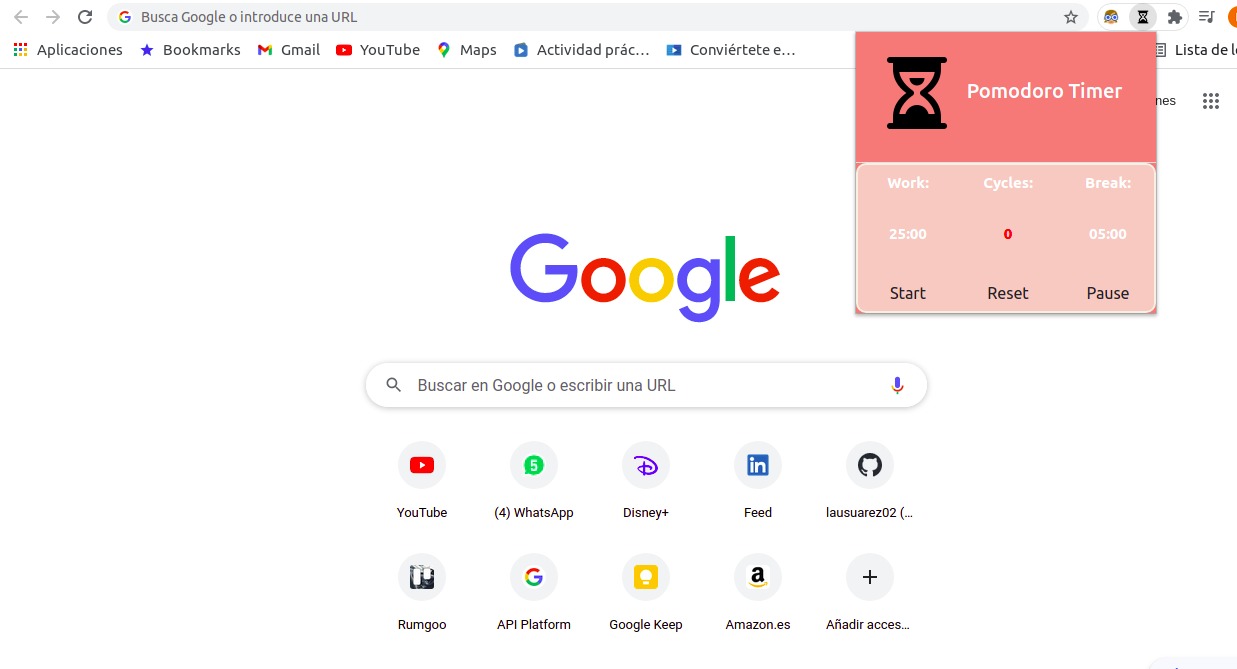 Busca Google o introduce una URL
Aplicaciones Bookmarks Gmail YouTube Maps Actividad prác... Conviértete e... Lista de l
nes
Pomodoro Timer
Work: Cycles: Break:
25:00 0 05:00
Start Reset Pause
Google
Buscar en Google o escribir una URL
5
in
YouTube (4) WhatsApp Disney+ Feed lausuarez02 (...
Rumgoo API Platform Google Keep Amazon.es Añadir acces...